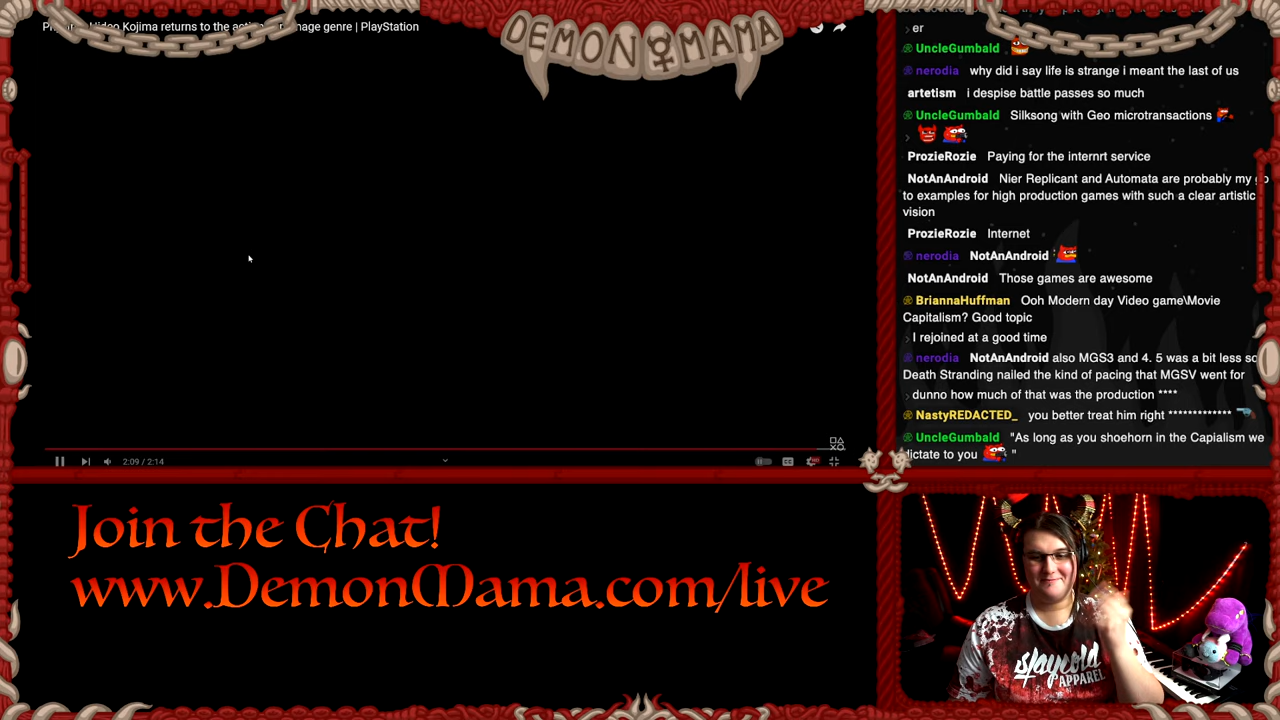 Kojima returns to the
nage genre | PlayStation
DEMON MAMA
er
UncleGumbald
nerodia why did i say life is strange i meant the last of us
artetism i despise battle passes so much
UncleGumbald Silksong with Geo microtransactions
ProzieRozie Paying for the internrt service
NotAnAndroid Nier Replicant and Automata are probably my go
to examples for high production games with such a clear artistic
vision
ProzieRozie Internet
nerodia NotAnAndroid
NotAnAndroid Those games are awesome
BriannaHuffman Ooh Modern day Video game\Movie
Capitalism? Good topic
I rejoined at a good time
nerodia NotAnAndroid also MGS3 and 4. 5 was a bit less so
Death Stranding nailed the kind of pacing that MGSV went for
dunno how much of that was the production ****
NastyREDACTED_ you better treat him right *************
UncleGumbald "As long as you shoehorn in the Capialism we
dictate to you "
2:09 / 2:14
Join the Chat!
www.DemonMama.com/live
staycold
APPAREL